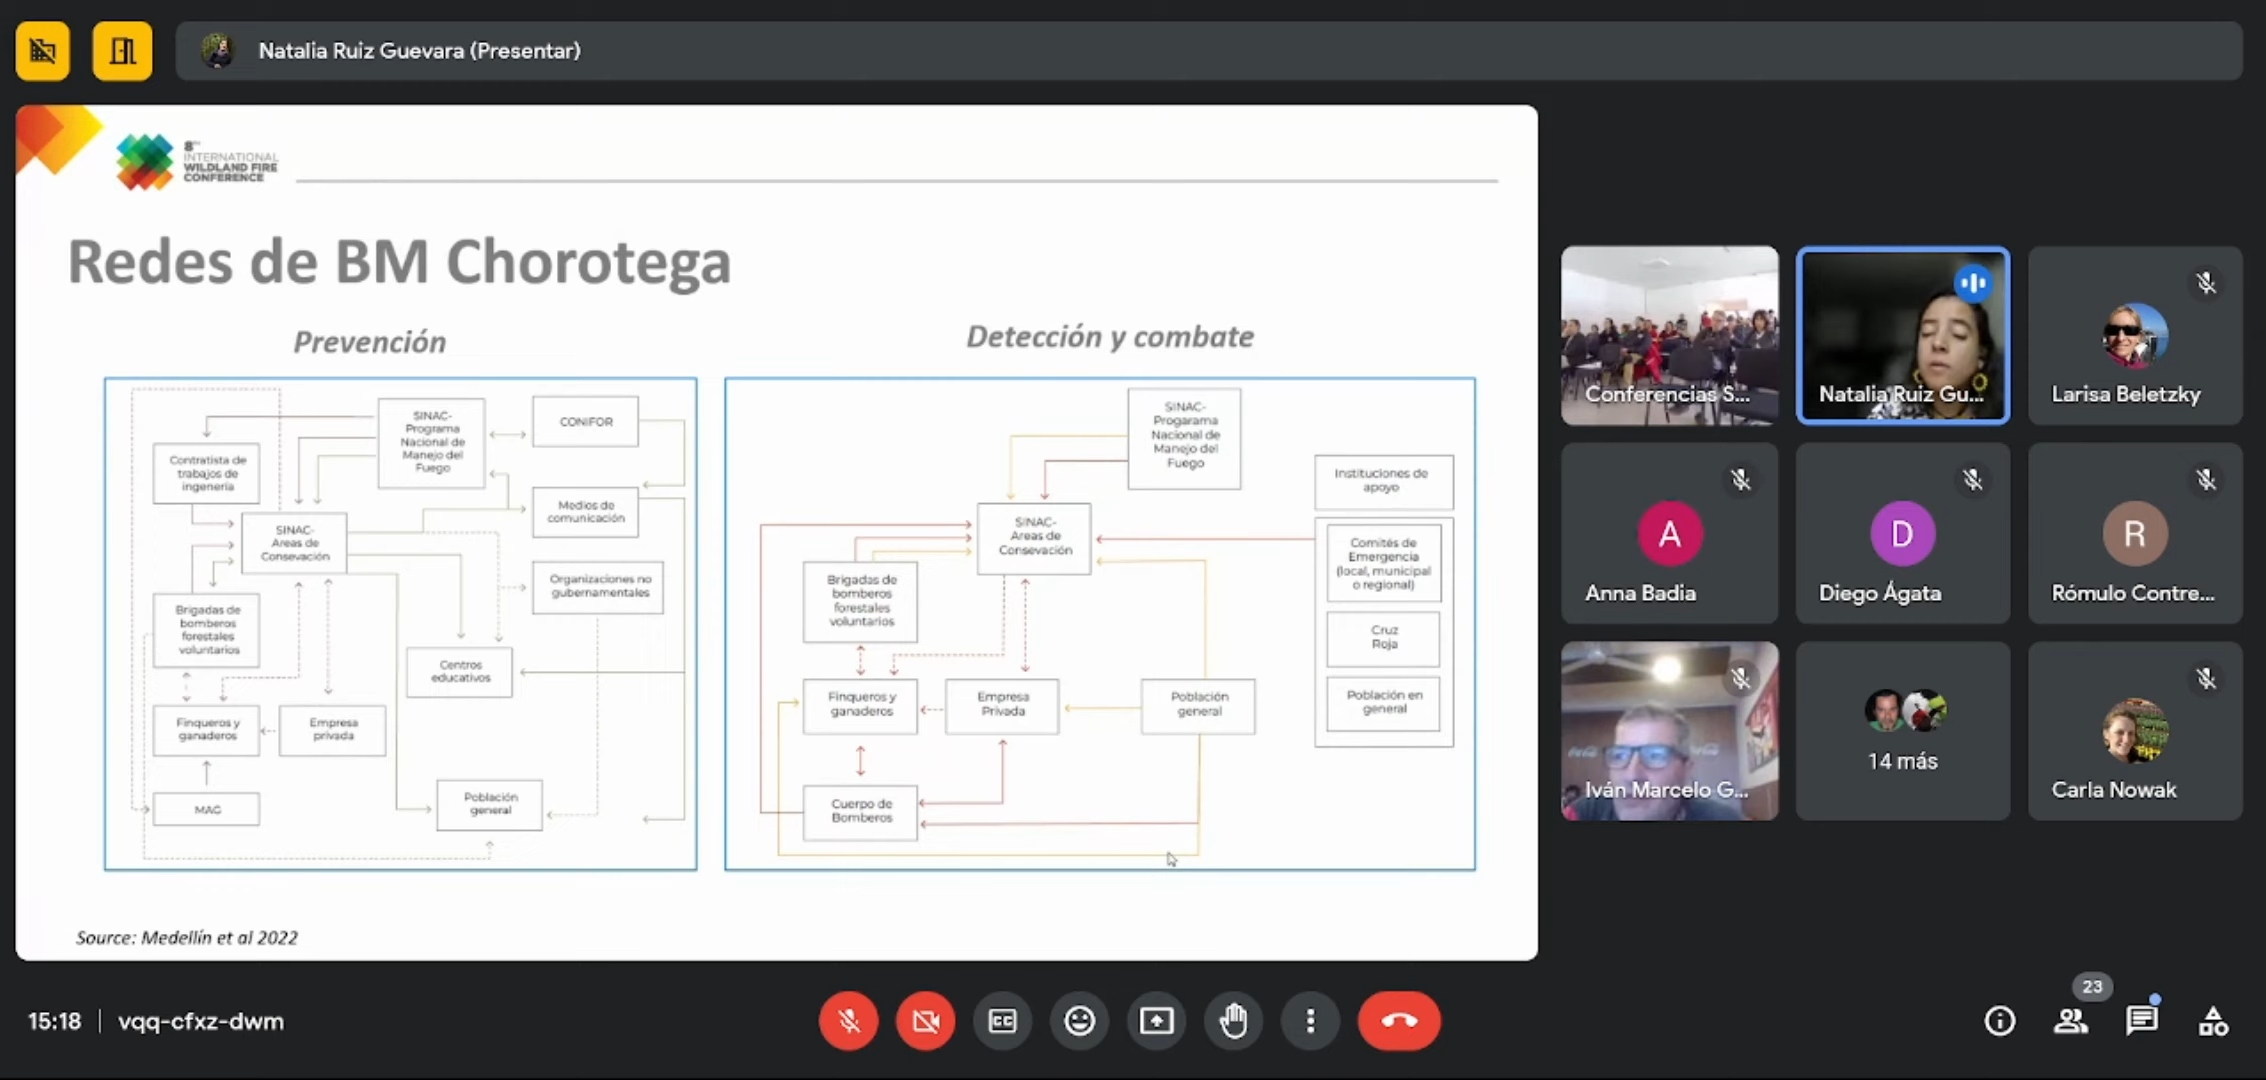 Natalia Ruiz Guevara (Presentar)
8TH
INTERNATIONAL
WILDLAND FIRE
CONFERENCE
Redes de BM Chorotega
Prevención
SINAC-
Programa
Nacional de
Manejo del
Fuego
CONIFOR
Contratista de
trabajos de
ingeneria
Medios de
comunicación
SINAC-
Areas de
Consevación
Organizaciones no
gubernamentales
Brigadas de
bomberos
forestales
voluntarios
Centros
educativos
Finqueros y
ganaderos
Empresa
privada
MAG
Población
general
Detección y combate
SINAC-
Progarama
Nacional de
Manejo del
Fuego
Instituciones de
apoyo
SINAC-
Areas de
Consevación
Comités de
Emergencia
(local, municipal
o regional)
Brigadas de
bomberos
forestales
voluntarios
Cruz
Roja
Finqueros y
ganaderos
Empresa
Privada
Población
general
Población en
general
Cuerpo de
Bomberos
Source: Medellín et al 2022
Conferencias S...
Natalia Ruiz Gu...
Larisa Beletzky
A
Anna Badia
D
Diego Ágata
R
Rómulo Contre...
Iván Marcelo G...
14 más
Carla Nowak
15:18 | vqq-cfxz-dwm
CC
23